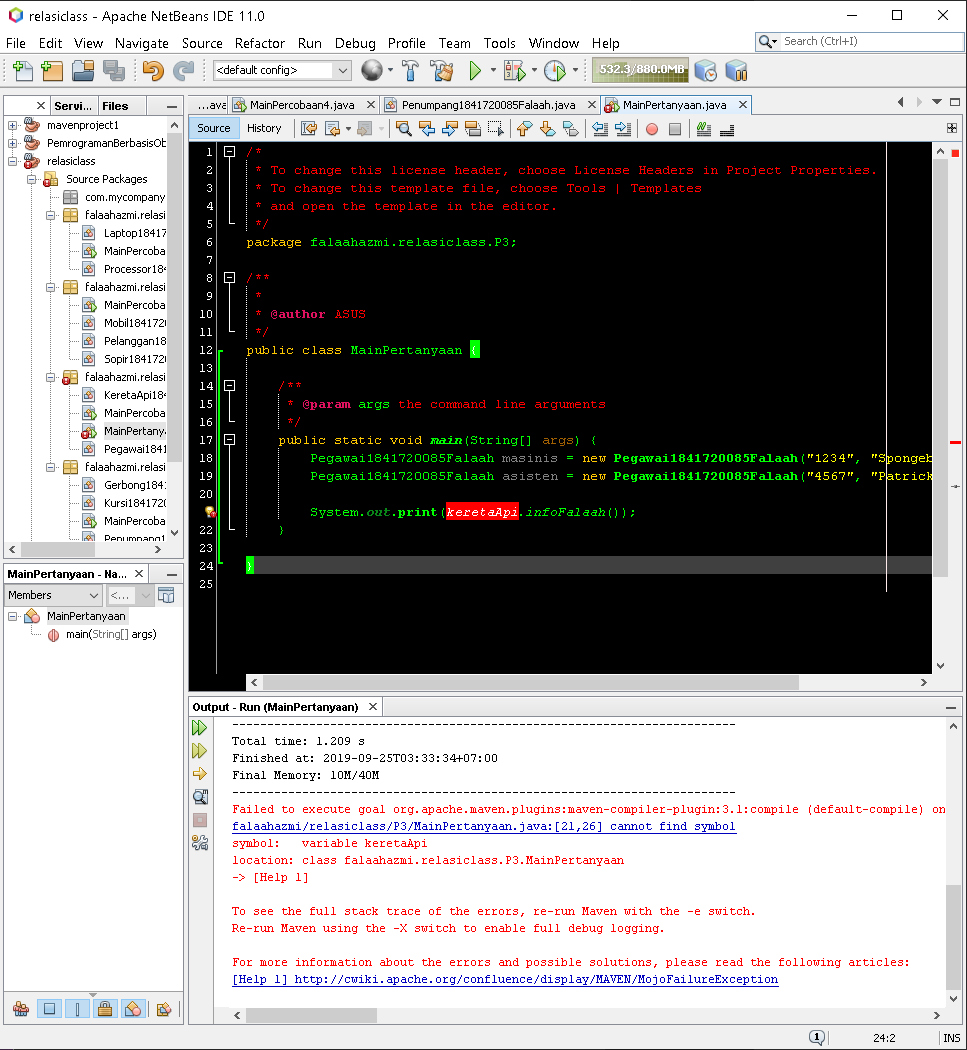 relasiclass - Apache NetBeans IDE 11.0
File Edit View Navigate Source Refactor Run Debug Profile Team Tools Window Help
Search (Ctrl+I)
<default config>
532.3/880.0MB
Servi... Files
...ava MainPercobaan4.java Penumpang1841720085Falaah.java MainPertanyaan.java
Source History
mavenproject1
PemrogramanBerbasisOb
relasiclass
Source Packages
com.mycompany
falaahazmi.relasi
Laptop18417
MainPercoba
Processor184
falaahazmi.relasi
MainPercoba
Mobil184172
Pelanggan18
Sopir184172
falaahazmi.relasi
KeretaApi184
MainPercoba
MainPertany
Pegawai184
falaahazmi.relasi
Gerbong184
Kursi184172
MainPercoba
Penumpang1
1 /*
2 * To change this license header, choose License Headers in Project Properties.
3 * To change this template file, choose Tools | Templates
4 * and open the template in the editor.
5 */
6 package falaahazmi.relasiclass.P3;
7
8 /**
9 *
10 * @author ASUS
11 */
12 public class MainPertanyaan {
13
14 /**
15 * @param args the command line arguments
16 */
17 public static void main(String[] args) {
18 Pegawai1841720085Falaah masinis = new Pegawai1841720085Falaah("1234", "Spongeb
19 Pegawai1841720085Falaah asisten = new Pegawai1841720085Falaah("4567", "Patrick
20
System.out.print(keretaApi.infoFalaah());
22 }
23
24 }
25
MainPertanyaan - Na...
Members <...
MainPertanyaan
main(String[] args)
Output - Run (MainPertanyaan)
------------------------------------------------------------------------
Total time: 1.209 s
Finished at: 2019-09-25T03:33:34+07:00
Final Memory: 10M/40M
------------------------------------------------------------------------
Failed to execute goal org.apache.maven.plugins:maven-compiler-plugin:3.1:compile (default-compile) on
falaahazmi/relasiclass/P3/MainPertanyaan.java:[21,26] cannot find symbol
symbol: variable keretaApi
location: class falaahazmi.relasiclass.P3.MainPertanyaan
-> [Help 1]
To see the full stack trace of the errors, re-run Maven with the -e switch.
Re-run Maven using the -X switch to enable full debug logging.
For more information about the errors and possible solutions, please read the following articles:
[Help 1] http://cwiki.apache.org/confluence/display/MAVEN/MojoFailureException
1
24:2 INS